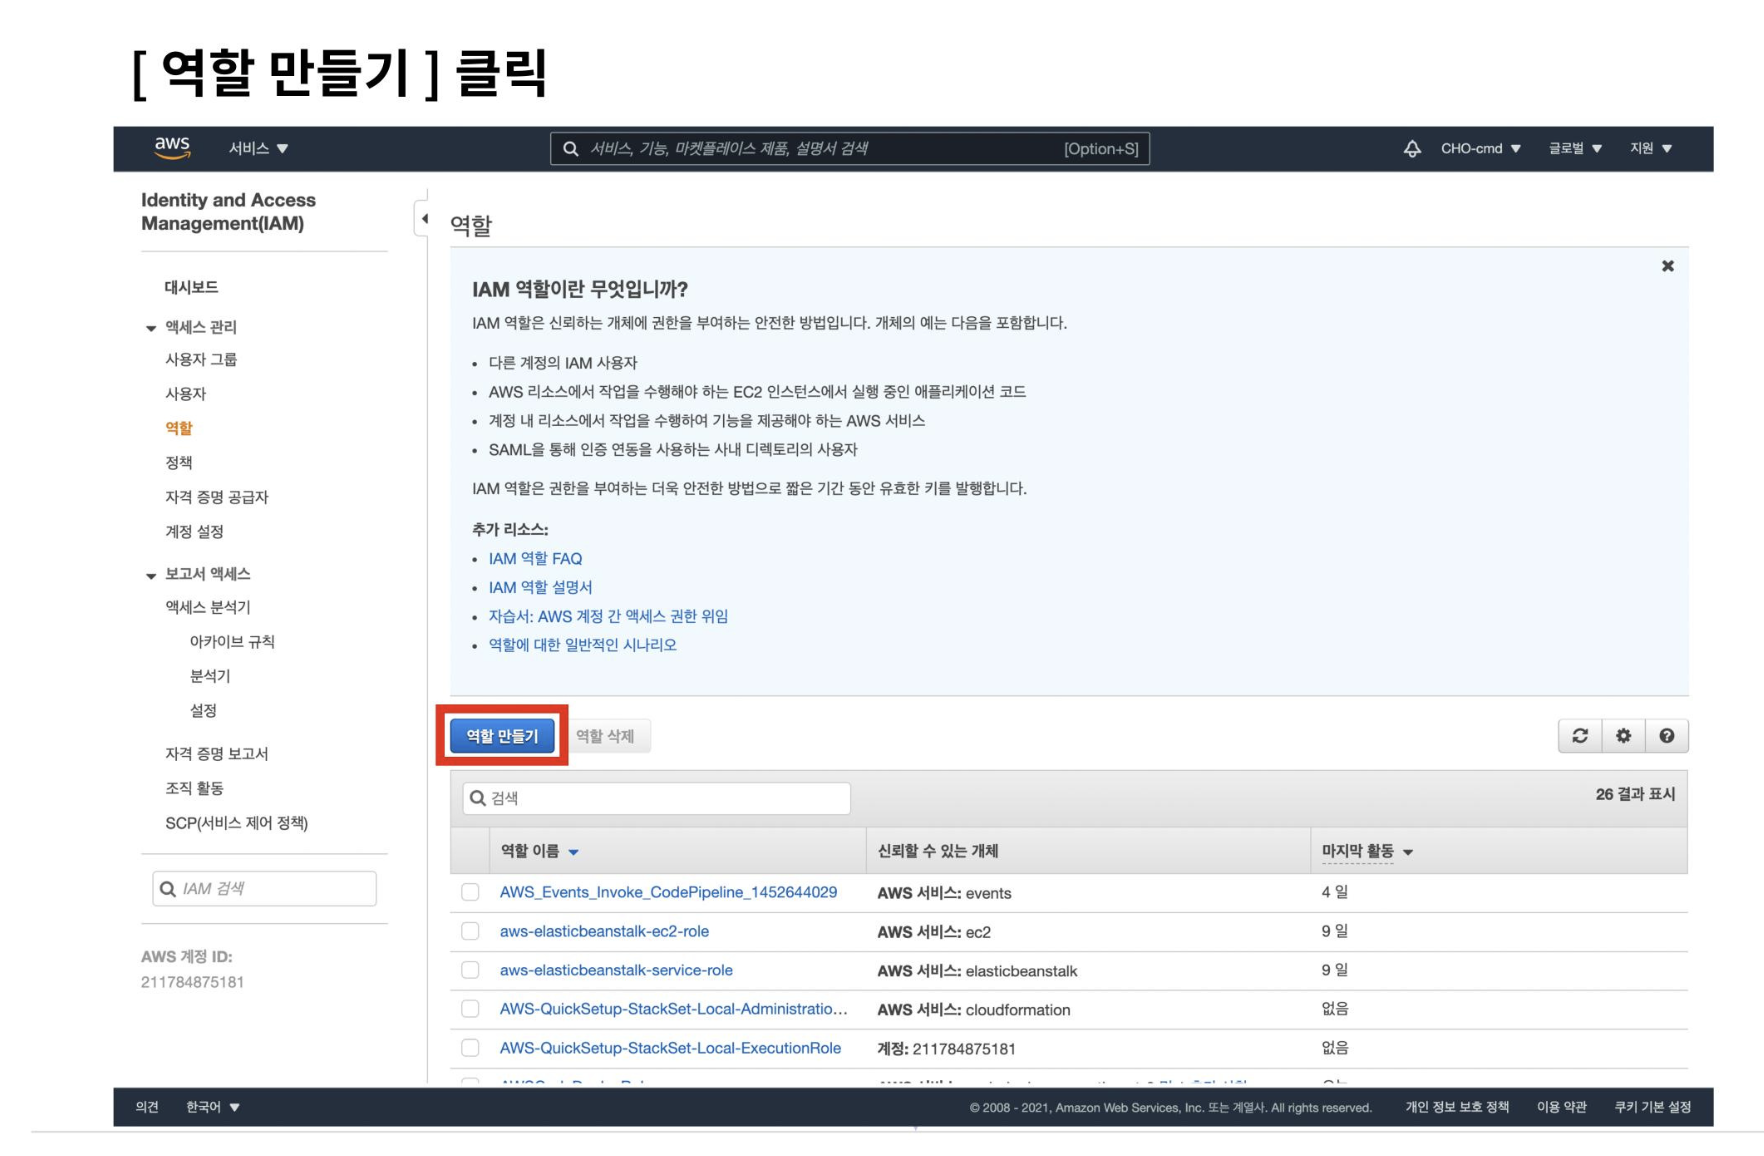 [ 역할 만들기 ] 클릭
aws 서비스 ▼ 서비스, 기능, 마켓플레이스 제품, 설명서 검색 [Option+S] CHO-cmd ▼ 글로벌 ▼ 지원 ▼
Identity and Access
Management(IAM)
대시보드
액세스 관리
사용자 그룹
사용자
역할
정책
자격 증명 공급자
계정 설정
보고서 액세스
액세스 분석기
아카이브 규칙
분석기
설정
자격 증명 보고서
조직 활동
SCP(서비스 제어 정책)
IAM 검색
AWS 계정 ID:
211784875181
역할
IAM 역할이란 무엇입니까?
IAM 역할은 신뢰하는 개체에 권한을 부여하는 안전한 방법입니다. 개체의 예는 다음을 포함합니다.
• 다른 계정의 IAM 사용자
• AWS 리소스에서 작업을 수행해야 하는 EC2 인스턴스에서 실행 중인 애플리케이션 코드
• 계정 내 리소스에서 작업을 수행하여 기능을 제공해야 하는 AWS 서비스
• SAML을 통해 인증 연동을 사용하는 사내 디렉토리의 사용자
IAM 역할은 권한을 부여하는 더욱 안전한 방법으로 짧은 기간 동안 유효한 키를 발행합니다.
추가 리소스:
• IAM 역할 FAQ
• IAM 역할 설명서
• 자습서: AWS 계정 간 액세스 권한 위임
• 역할에 대한 일반적인 시나리오
역할 만들기 역할 삭제
검색 26 결과 표시
역할 이름 신뢰할 수 있는 개체 마지막 활동
AWS_Events_Invoke_CodePipeline_1452644029 AWS 서비스: events 4 일
aws-elasticbeanstalk-ec2-role AWS 서비스: ec2 9 일
aws-elasticbeanstalk-service-role AWS 서비스: elasticbeanstalk 9 일
AWS-QuickSetup-StackSet-Local-Administratio... AWS 서비스: cloudformation 없음
AWS-QuickSetup-StackSet-Local-ExecutionRole 계정: 211784875181 없음
의견 한국어 ▼ © 2008 - 2021, Amazon Web Services, Inc. 또는 계열사. All rights reserved. 개인 정보 보호 정책 이용 약관 쿠키 기본 설정